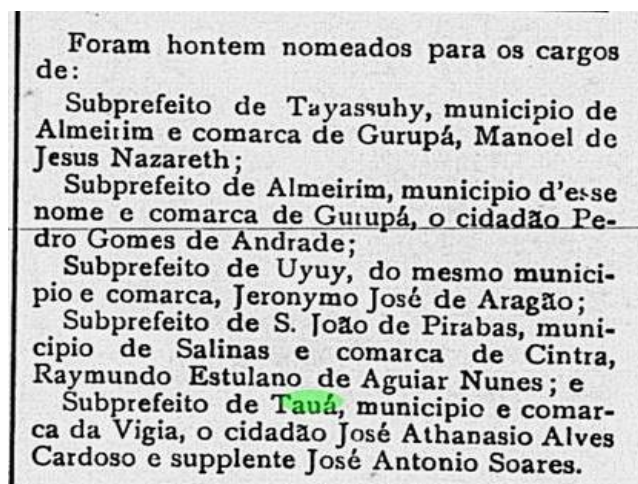 Foram hontem nomeados para os cargos
de:
Subprefeito de Tayassuhy, municipio de
Almeirim e comarca de Gurupá, Manoel de
Jesus Nazareth;
Subprefeito de Almeirim, municipio d'esse
nome e comarca de Gurupá, o cidadão Pe-
dro Gomes de Andrade;
Subprefeito de Uyuy, do mesmo munici-
pio e comarca, Jeronymo José de Aragão;
Subprefeito de S. João de Pirabas, muni-
cipio de Salinas e comarca de Cintra,
Raymundo Estulano de Aguiar Nunes; e
Subprefeito de Tauá, municipio e comar-
ca da Vigia, o cidadão José Athanasio Alves
Cardoso e supplente José Antonio Soares.